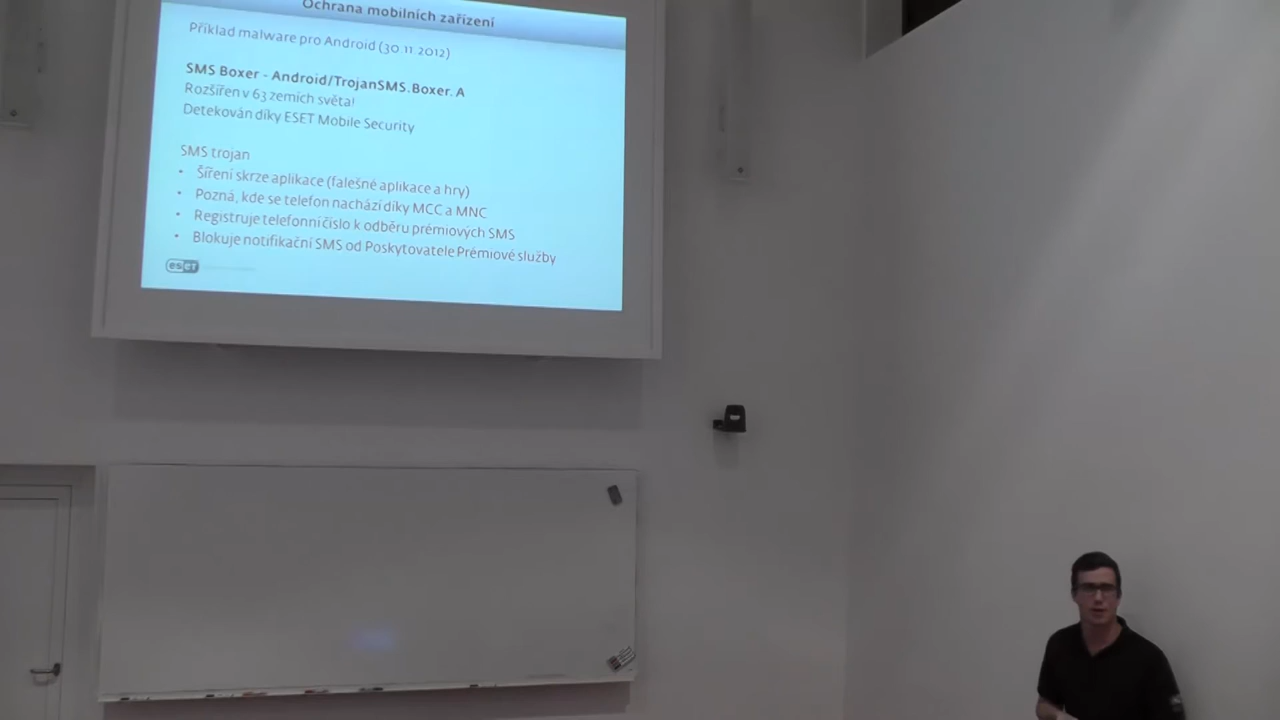 Ochrana mobilních zařízení
Příklad malware pro Android (30.11.2012)
SMS Boxer - Android/TrojanSMS.Boxer. A
Rozšířen v 63 zemích světa!
Detekován díky ESET Mobile Security
SMS trojan
• Šíření skrze aplikace (falešné aplikace a hry)
• Pozná, kde se telefon nachází díky MCC a MNC
• Registruje telefonní číslo k odběru prémiových SMS
• Blokuje notifikační SMS od Poskytovatele Prémiové služby
eseT